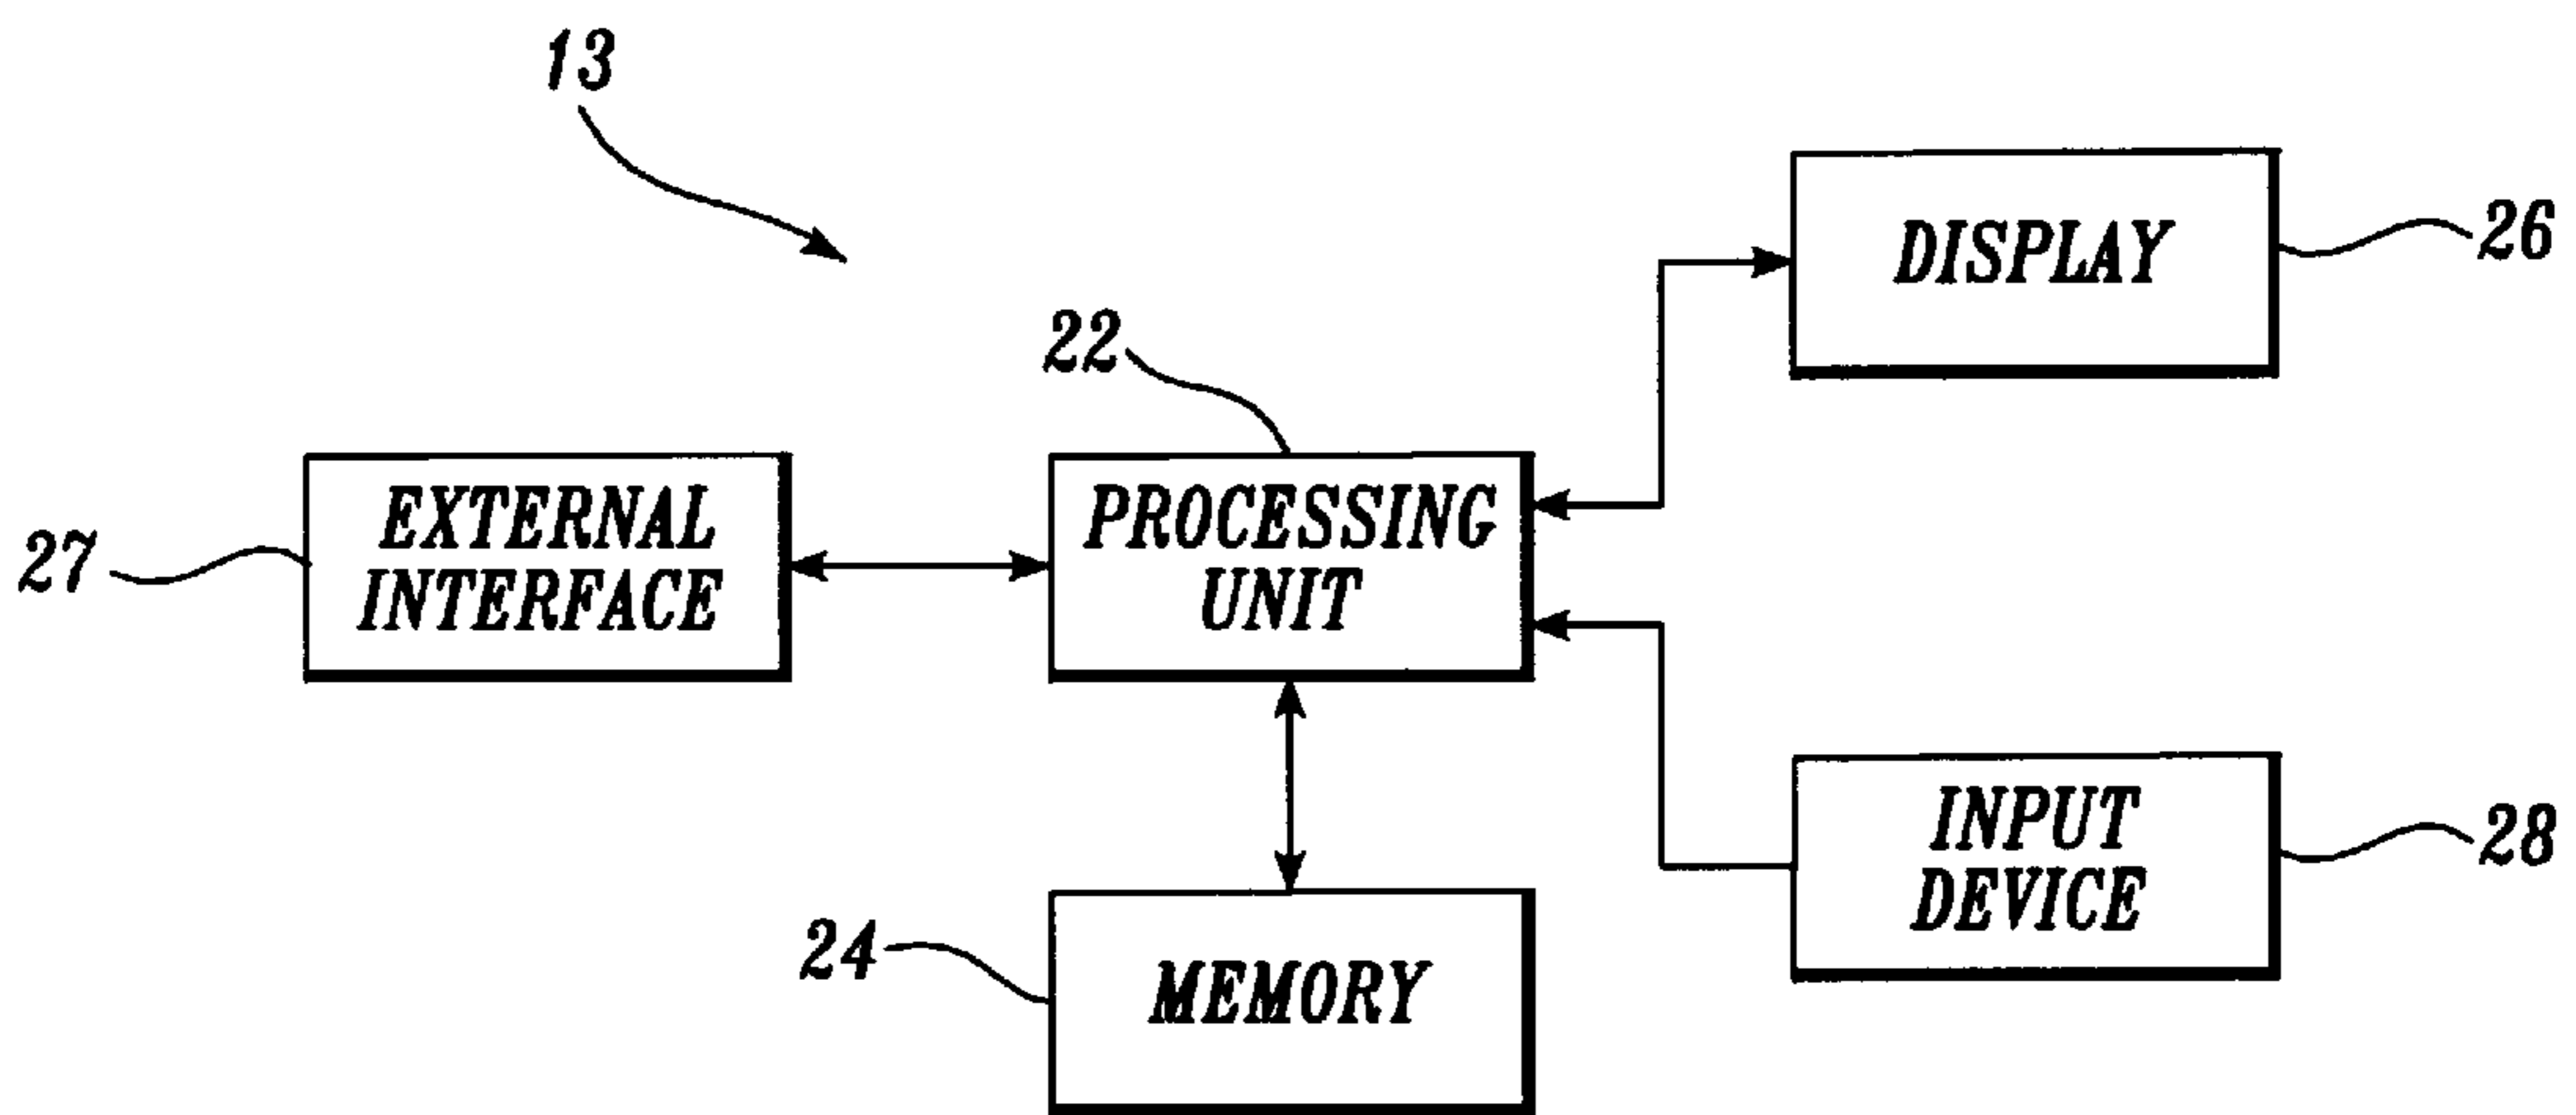 13
DISPLAY
26
22
EXTERNAL
INTERFACE
27
PROCESSING
UNIT
INPUT
DEVICE
28
24
MEMORY